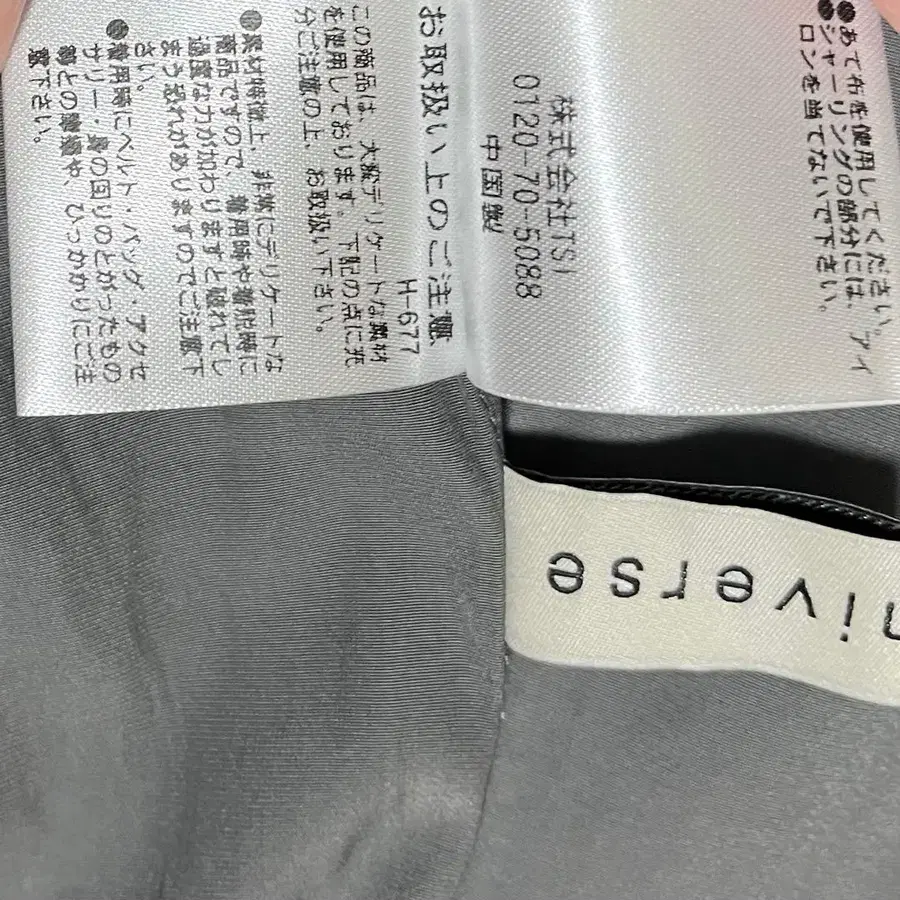 あて布を使用してください。
シャーリングの部分には、アイ
ロンを当てないで下さい。
株式会社TSI
0120-70-5088
中国製
お取扱い上のご注意
H-677
この商品は、大変デリケートな素材
を使用しております。下記の点に充
分ご注意の上、お取扱い下さい。
●素材特徴上、非常にデリケートな
商品ですので、着用時や着脱時に
過度な力が加わりますと破れてし
まう恐れがありますのでご注意下
さい。
●着用時にベルト・バッグ・アクセ
サリー・身の回りのとがったもの
等との摩擦や、ひっかかりにご注
意下さい。
niverse